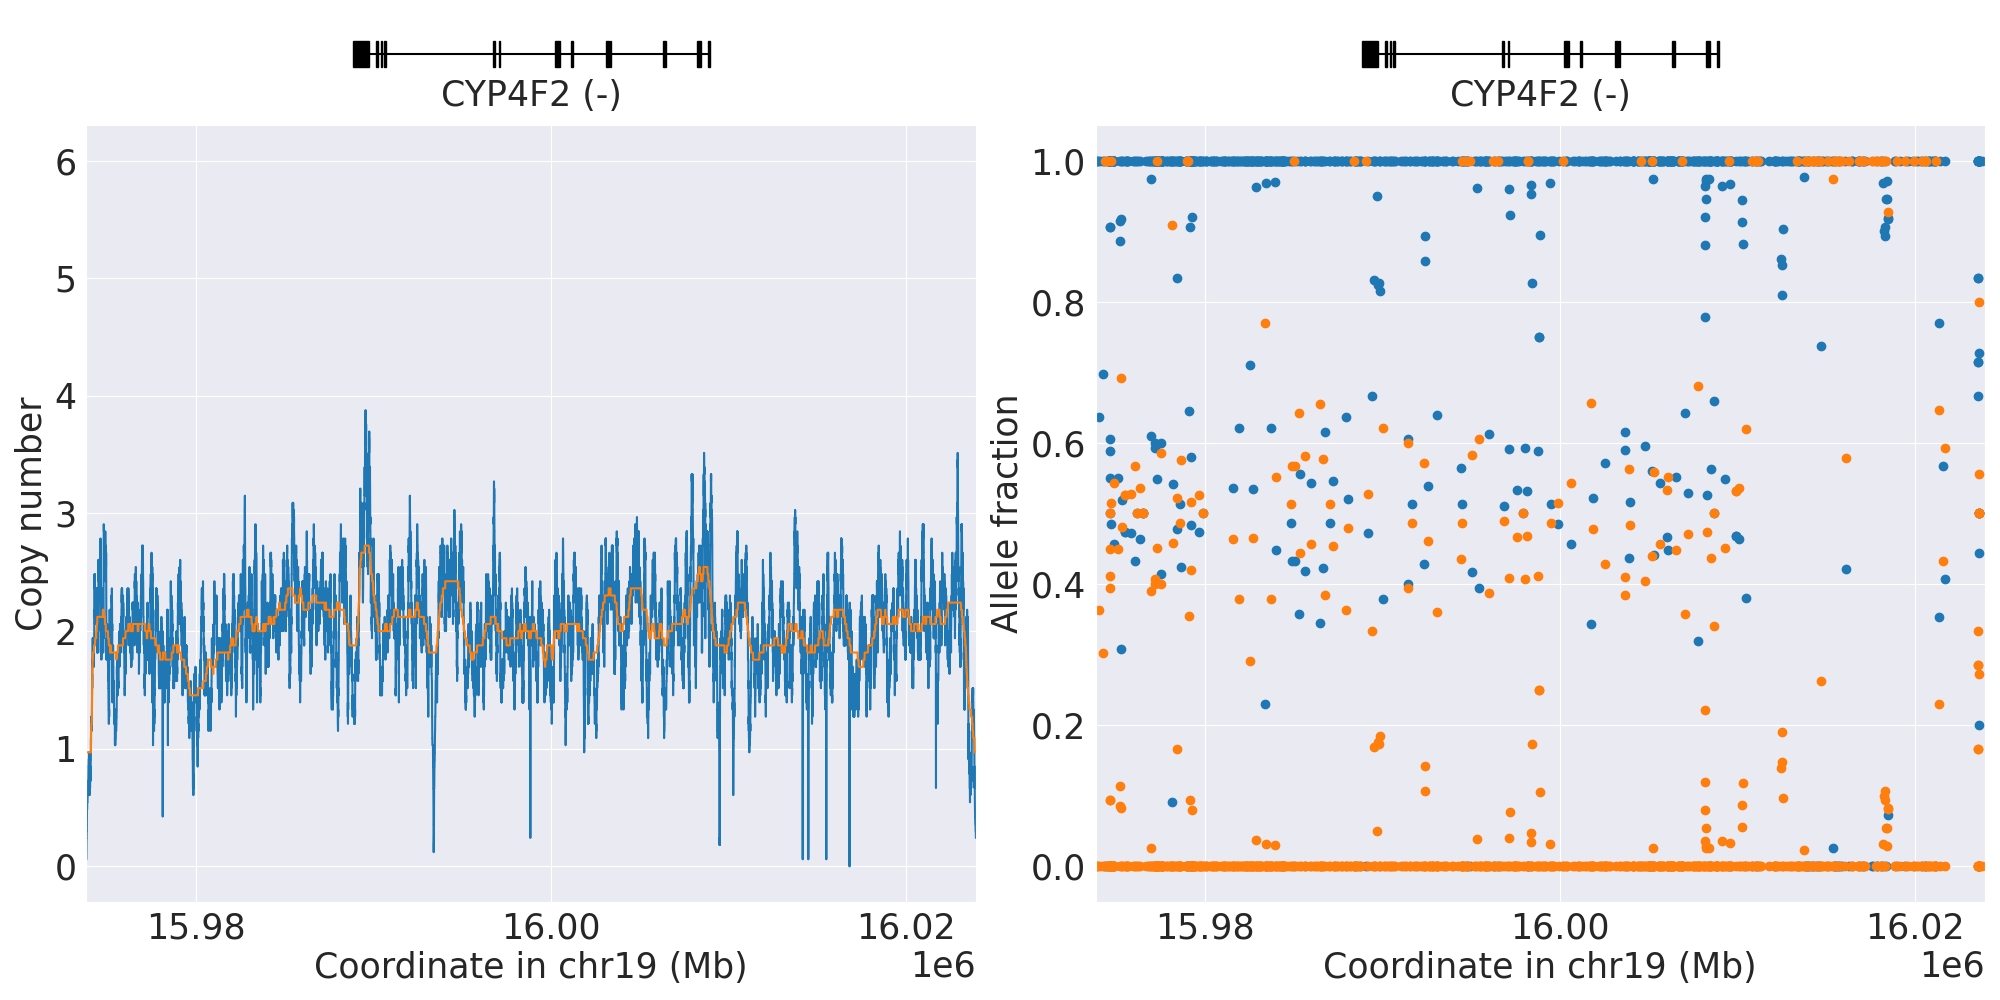 CYP4F2 (-)
6
5
4
3
2
1
0
Copy number
15.98
16.00
16.02
Coordinate in chr19 (Mb)
1e6
CYP4F2 (-)
1.0
0.8
0.6
0.4
0.2
0.0
Allele fraction
15.98
16.00
16.02
Coordinate in chr19 (Mb)
1e6